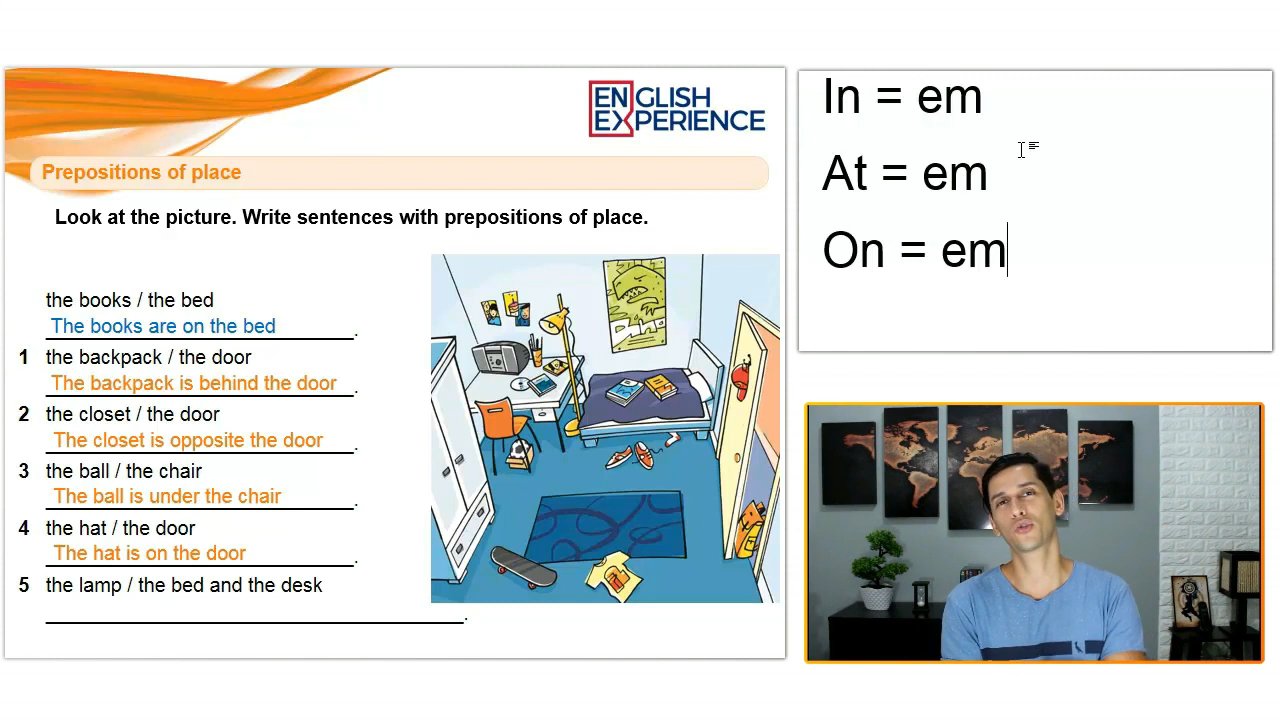 ENGLISH
EXPERIENCE
Prepositions of place
Look at the picture. Write sentences with prepositions of place.
the books / the bed
The books are on the bed.
1 the backpack / the door
The backpack is behind the door.
2 the closet / the door
The closet is opposite the door.
3 the ball / the chair
The ball is under the chair.
4 the hat / the door
The hat is on the door.
5 the lamp / the bed and the desk
.
In = em
At = em
On = em